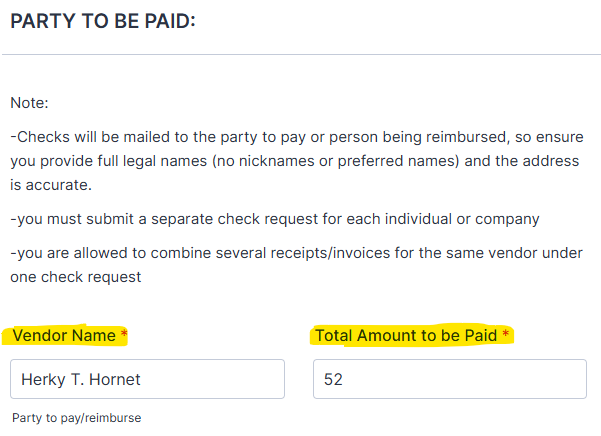 PARTY TO BE PAID:
Note:
-Checks will be mailed to the party to pay or person being reimbursed, so ensure
you provide full legal names (no nicknames or preferred names) and the address
is accurate.
-you must submit a separate check request for each individual or company
-you are allowed to combine several receipts/invoices for the same vendor under
one check request
Vendor Name * Total Amount to be Paid *
Herky T. Hornet 52
Party to pay/reimburse